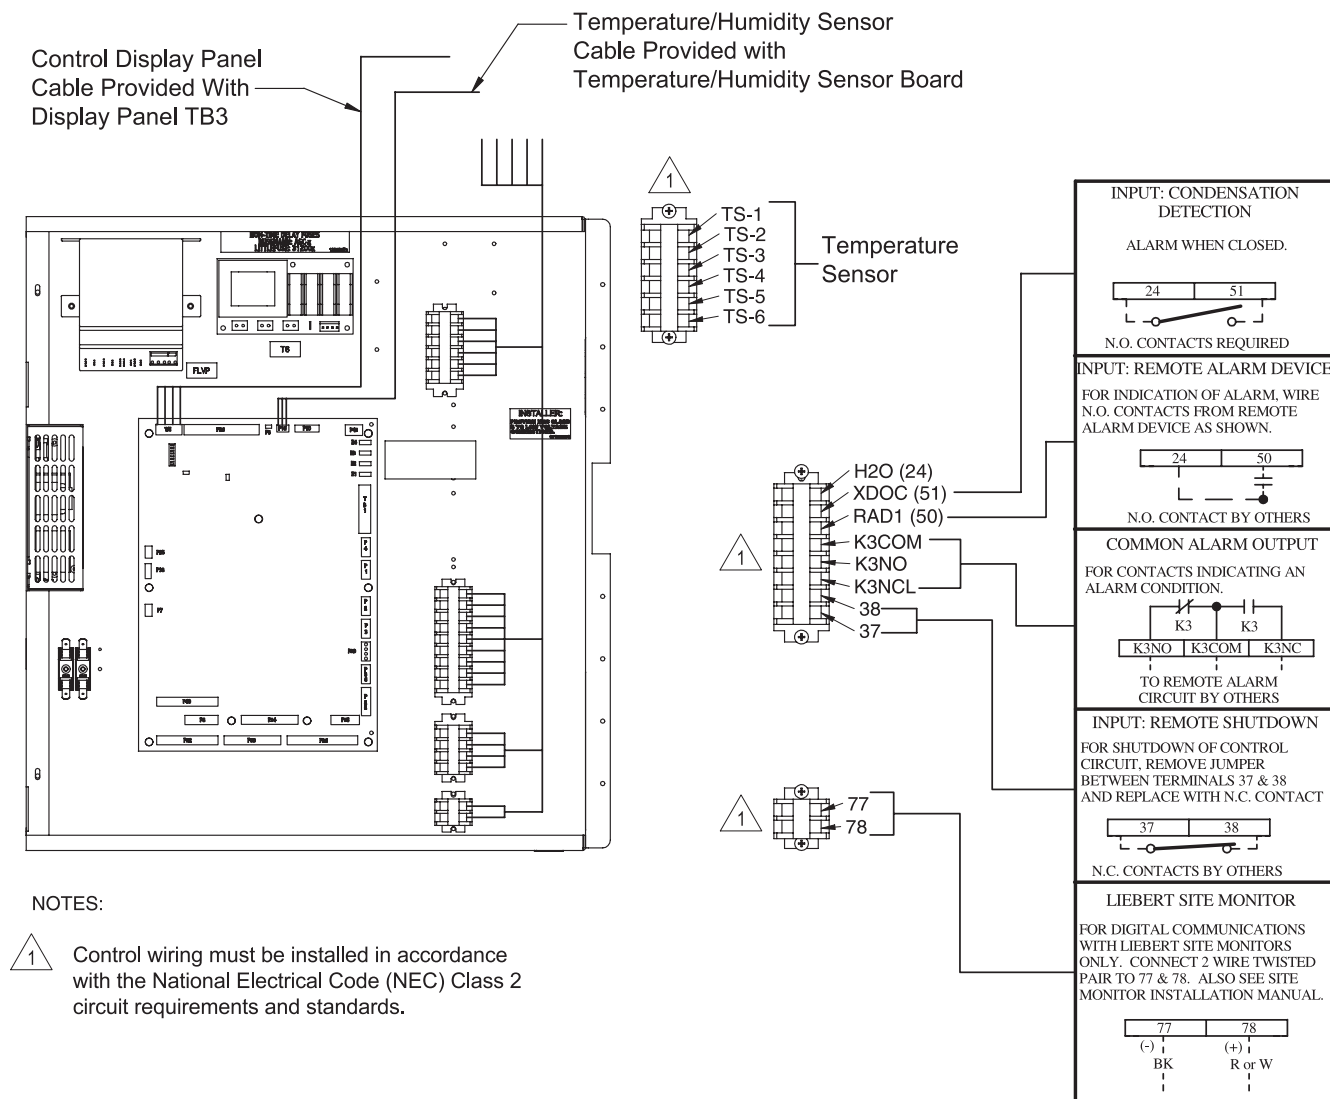 Control Display Panel
Cable Provided With
Display Panel TB3
Temperature/Humidity Sensor
Cable Provided with
Temperature/Humidity Sensor Board
1
TS-1
TS-2
TS-3
TS-4
TS-5
TS-6
Temperature
Sensor
T6
FLVP
INSTALLER:
H2O (24)
XDOC (51)
RAD1 (50)
K3COM
K3NO
K3NCL
38
37
1
77
78
1
INPUT: CONDENSATION
DETECTION
ALARM WHEN CLOSED.
24 51
N.O. CONTACTS REQUIRED
INPUT: REMOTE ALARM DEVICE
FOR INDICATION OF ALARM, WIRE
N.O. CONTACTS FROM REMOTE
ALARM DEVICE AS SHOWN.
24 50
N.O. CONTACT BY OTHERS
COMMON ALARM OUTPUT
FOR CONTACTS INDICATING AN
ALARM CONDITION.
K3 K3
K3NO K3COM K3NC
TO REMOTE ALARM
CIRCUIT BY OTHERS
INPUT: REMOTE SHUTDOWN
FOR SHUTDOWN OF CONTROL
CIRCUIT, REMOVE JUMPER
BETWEEN TERMINALS 37 & 38
AND REPLACE WITH N.C. CONTACT
37 38
N.C. CONTACTS BY OTHERS
LIEBERT SITE MONITOR
FOR DIGITAL COMMUNICATIONS
WITH LIEBERT SITE MONITORS
ONLY. CONNECT 2 WIRE TWISTED
PAIR TO 77 & 78. ALSO SEE SITE
MONITOR INSTALLATION MANUAL.
77 78
(-) (+)
BK R or W
NOTES:
1
Control wiring must be installed in accordance
with the National Electrical Code (NEC) Class 2
circuit requirements and standards.